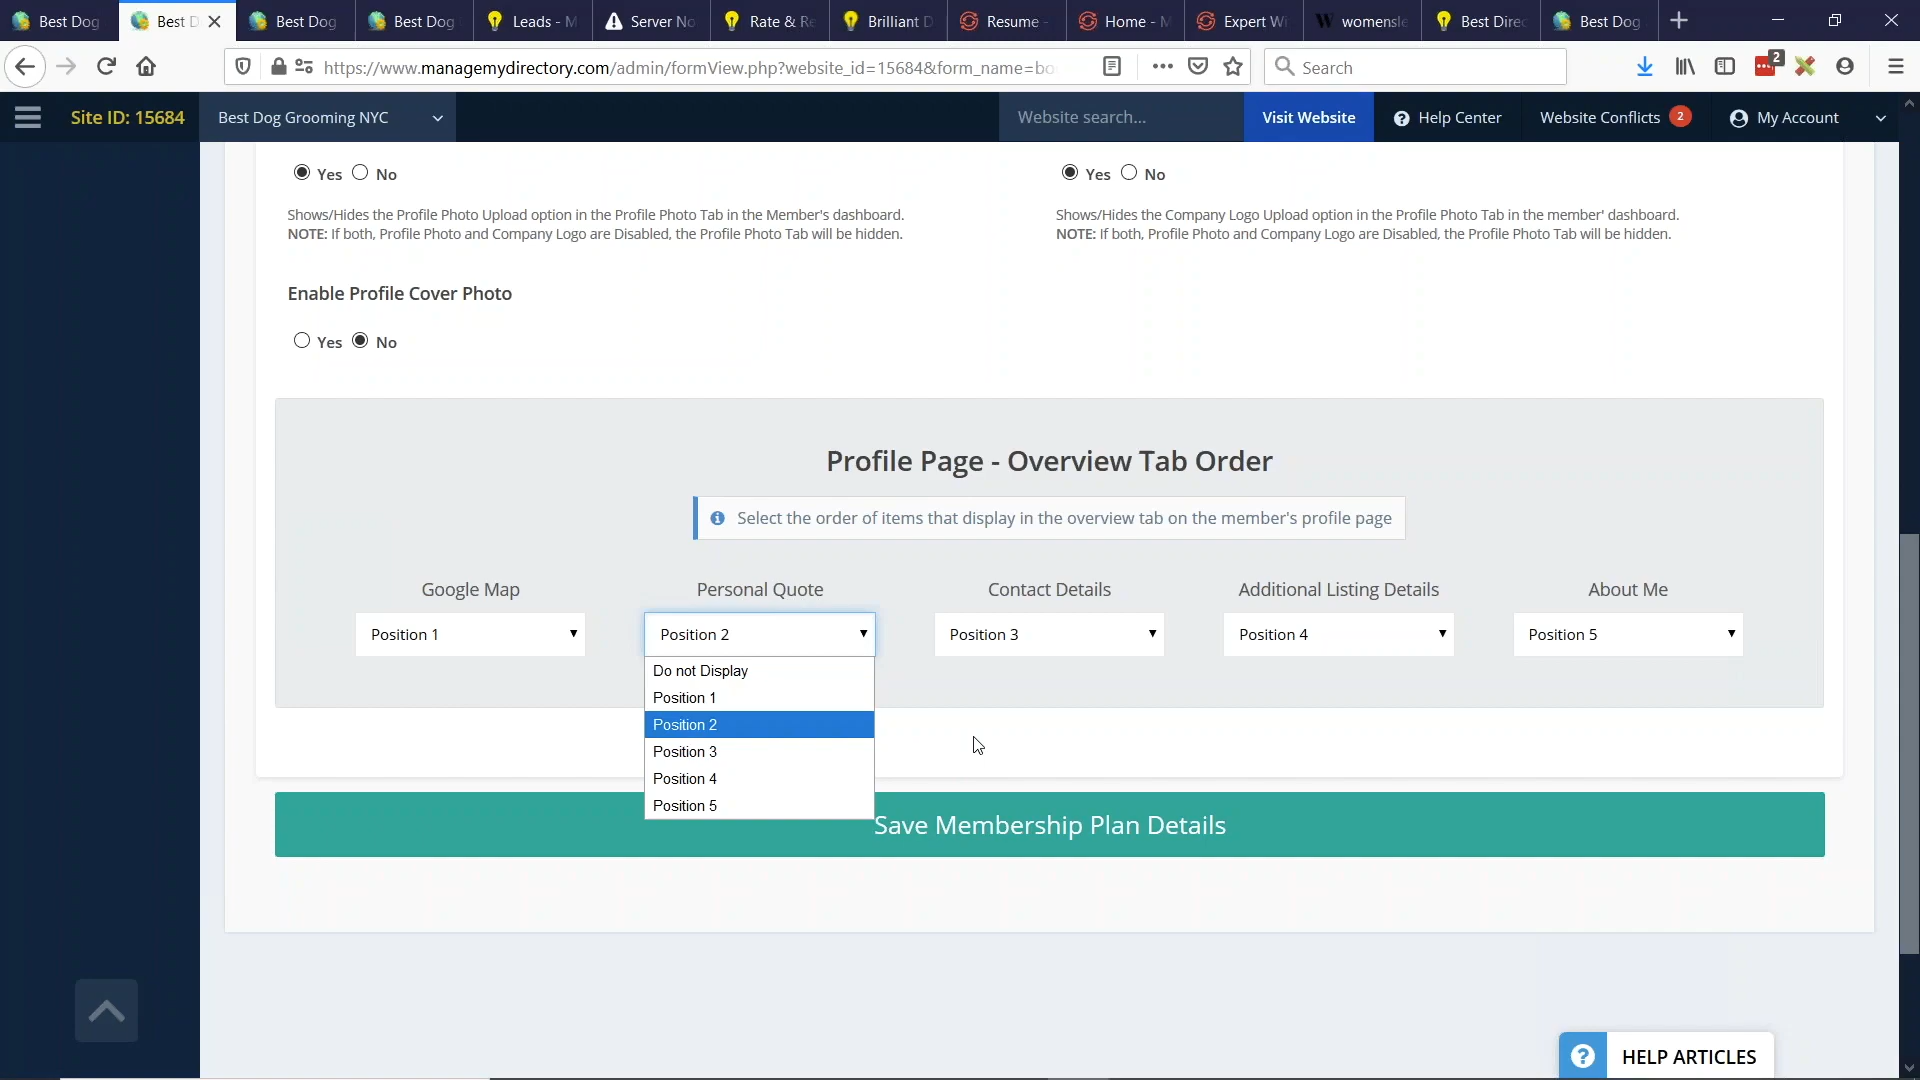 Best Dog
Best D
Best Dog
Best Dog
Leads - M
Server No
Rate & Re
Brilliant D
Resume -
Home - M
Expert Wi
womensle
Best Direc
Best Dog
https://www.managemydirectory.com/admin/formView.php?website_id=15684&form_name=bo
Search
2
Site ID: 15684
Best Dog Grooming NYC
Website search...
Visit Website
Help Center
Website Conflicts 2
My Account
Yes No
Yes No
Shows/Hides the Profile Photo Upload option in the Profile Photo Tab in the Member's dashboard.
NOTE: If both, Profile Photo and Company Logo are Disabled, the Profile Photo Tab will be hidden.
Shows/Hides the Company Logo Upload option in the Profile Photo Tab in the member' dashboard.
NOTE: If both, Profile Photo and Company Logo are Disabled, the Profile Photo Tab will be hidden.
Enable Profile Cover Photo
Yes No
Profile Page - Overview Tab Order
Select the order of items that display in the overview tab on the member's profile page
Google Map
Personal Quote
Contact Details
Additional Listing Details
About Me
Position 1
Position 2
Position 3
Position 4
Position 5
Do not Display
Position 1
Position 2
Position 3
Position 4
Position 5
Save Membership Plan Details
? HELP ARTICLES